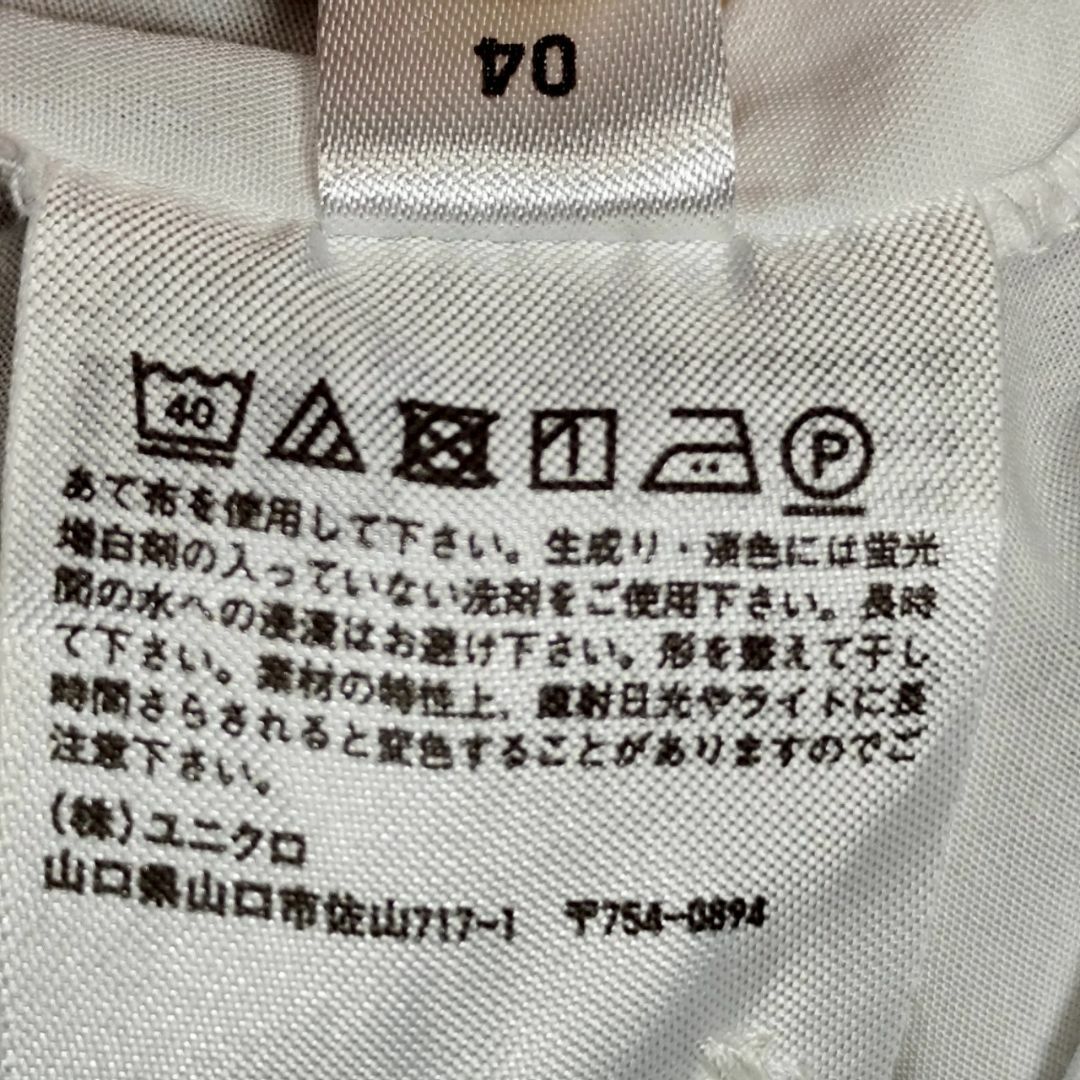 04
40
P
あて布を使用して下さい。生成り・淡色には蛍光
増白剤の入っていない洗剤をご使用下さい。長時
間の水への浸漬はお避け下さい。形を整えて干し
て下さい。素材の特性上、直射日光やライトに長
時間さらされると変色することがありますのでご
注意下さい。
(株)ユニクロ
山口県山口市佐山717-1 〒754-0894